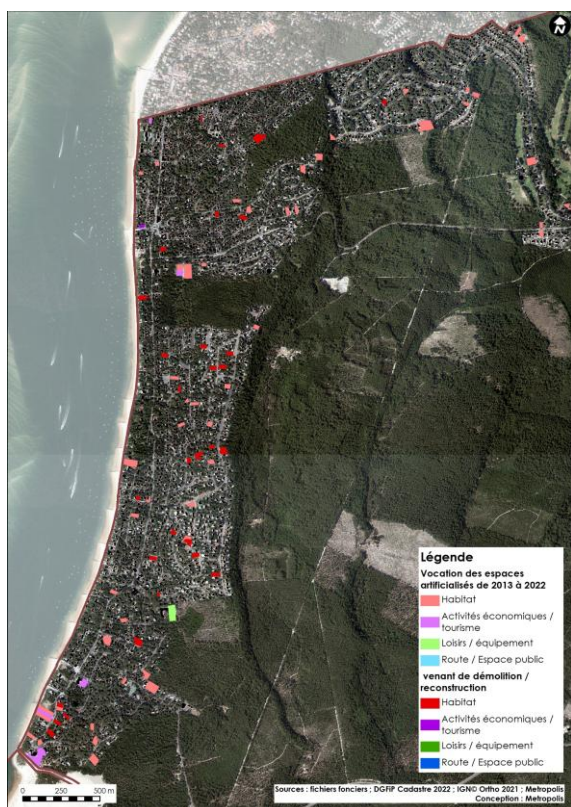 N
Légende
Vocation des espaces
artificialisés de 2013 à 2022
Habitat
Activités économiques /
tourisme
Loisirs / équipement
Route / Espace public
venant de démolition /
reconstruction
Habitat
Activités économiques /
tourisme
Loisirs / équipement
Route / Espace public
0 250 500 m
Sources : fichiers fonciers ; DGFiP Cadastre 2022 ; IGN© Ortho 2021 ; Metropolis
Conception : Metropolis